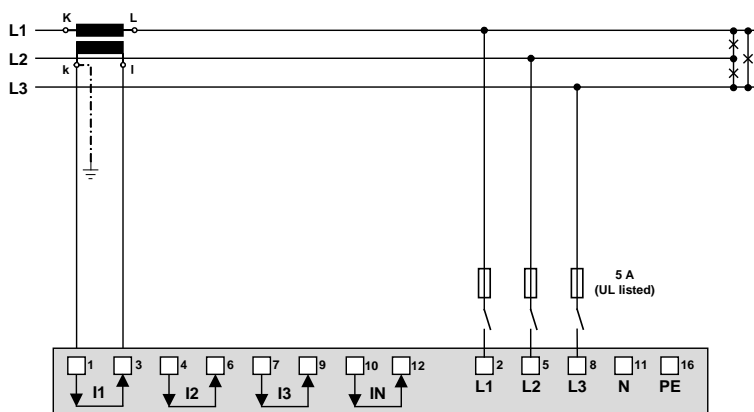 K L
L1
L2
k l
L3
5 A
(UL listed)
1 3 4 6 7 9 10 12 2 5 8 11 16
I1 I2 I3 IN L1 L2 L3 N PE